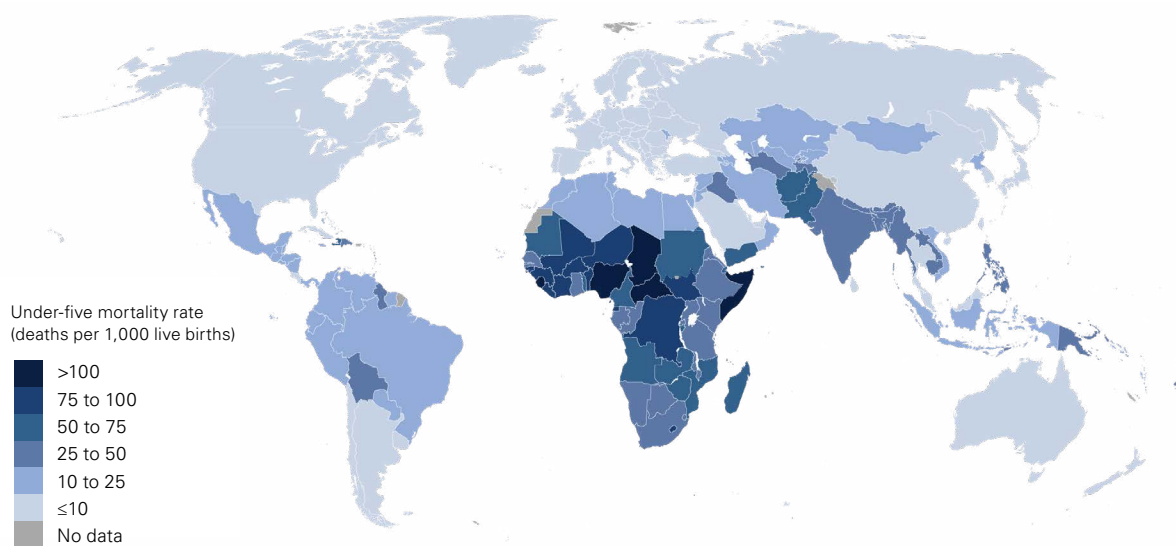 Under-five mortality rate
(deaths per 1,000 live births)
>100
75 to 100
50 to 75
25 to 50
10 to 25
≤10
No data